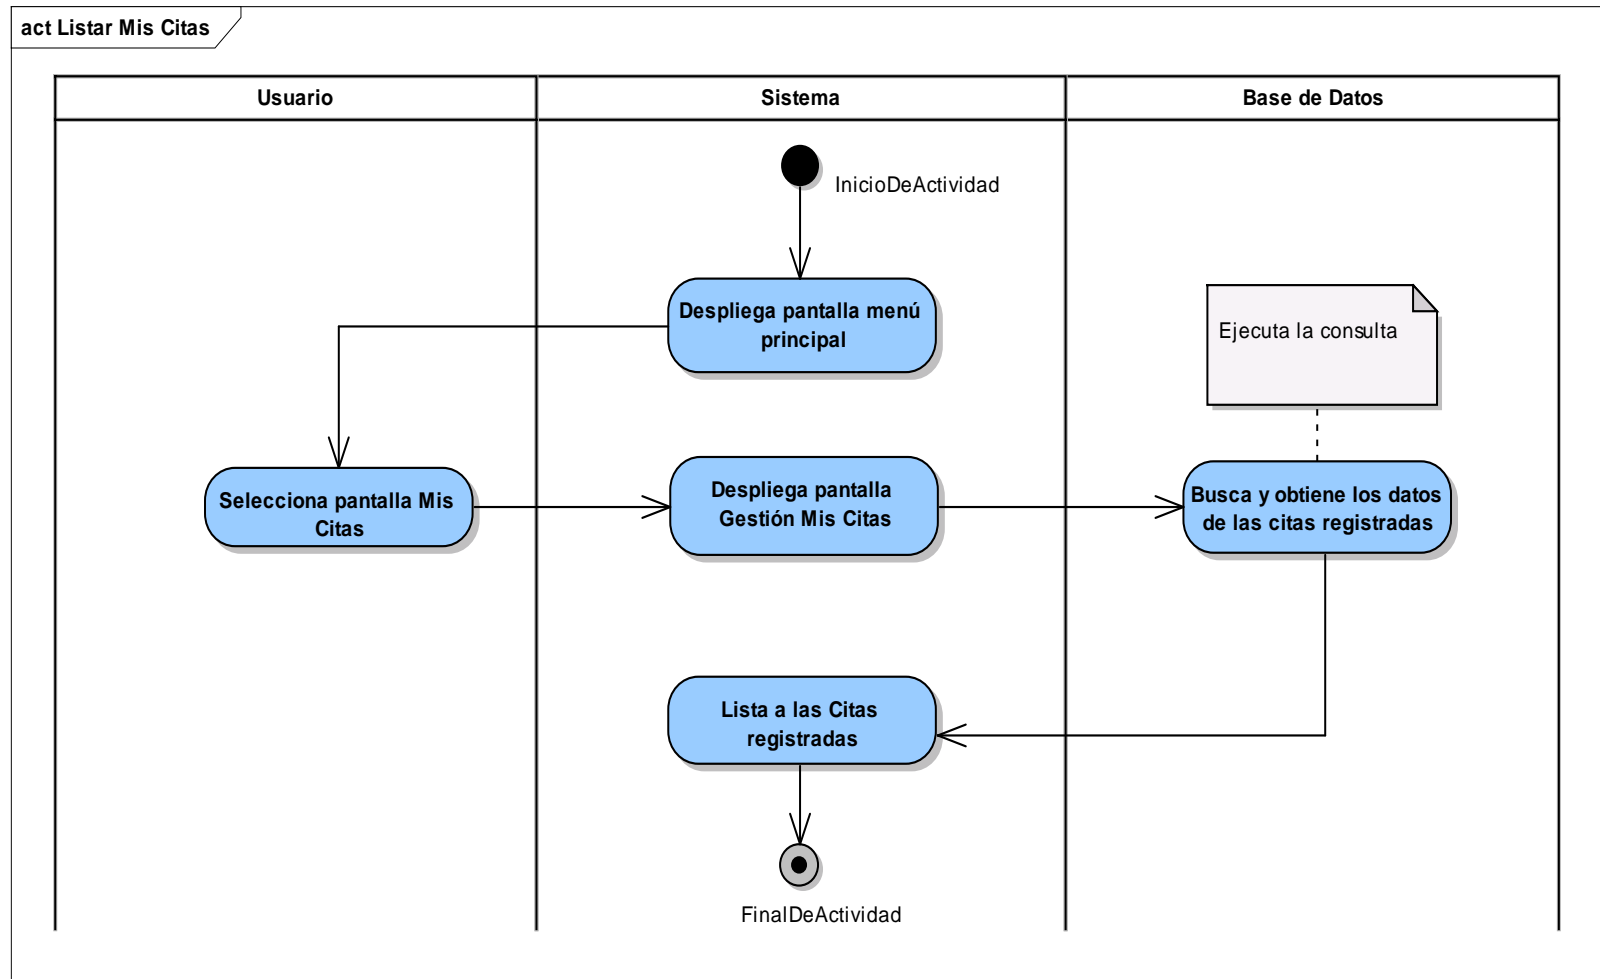 act Listar Mis Citas
Usuario
Sistema
Base de Datos
InicioDeActividad
Despliega pantalla menú
principal
Ejecuta la consulta
Selecciona pantalla Mis
Citas
Despliega pantalla
Gestión Mis Citas
Busca y obtiene los datos
de las citas registradas
Lista a las Citas
registradas
FinalDeActividad